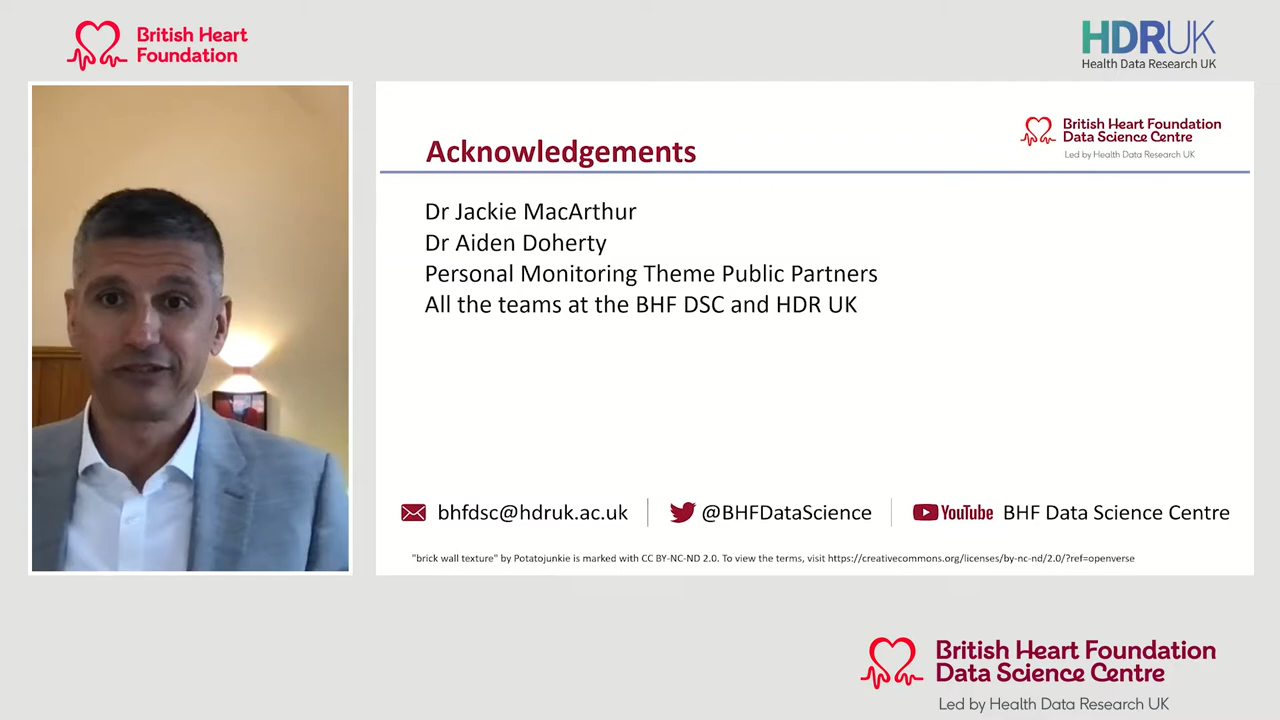 British Heart
Foundation
HDRUK
Health Data Research UK
British Heart Foundation
Data Science Centre
Led by Health Data Research UK
Acknowledgements
Dr Jackie MacArthur
Dr Aiden Doherty
Personal Monitoring Theme Public Partners
All the teams at the BHF DSC and HDR UK
bhfdsc@hdruk.ac.uk
@BHFDataScience
YouTube BHF Data Science Centre
"brick wall texture" by Potatojunkie is marked with CC BY-NC-ND 2.0. To view the terms, visit https://creativecommons.org/licenses/by-nc-nd/2.0/?ref=openverse
British Heart Foundation
Data Science Centre
Led by Health Data Research UK